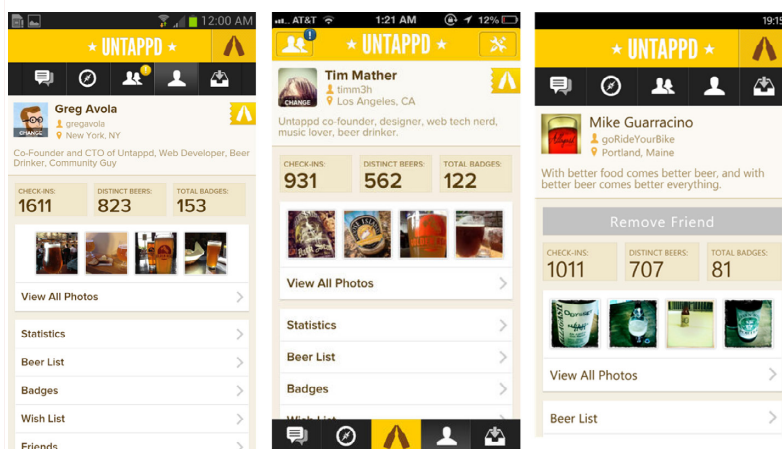 12:00 AM
★ UNTAPPD ★
Greg Avola
CHANGE
gregavola
New York, NY
Co-Founder and CTO of Untappd, Web Developer, Beer
Drinker, Community Guy
CHECK-INS:
1611
DISTINCT BEERS:
823
TOTAL BADGES:
153
View All Photos
Statistics
Beer List
Badges
Wish List
Friends
AT&T
1:21 AM
12%
★ UNTAPPD ★
Tim Mather
CHANGE
timm3h
Los Angeles, CA
Untappd co-founder, designer, web tech nerd,
music lover, beer drinker.
CHECK-INS:
931
DISTINCT BEERS:
562
TOTAL BADGES:
122
View All Photos
Statistics
Beer List
Badges
Wish List
19:15
★ UNTAPPD ★
Mike Guarracino
goRideYourBike
Portland, Maine
With better food comes better beer, and with
better beer comes better everything.
Remove Friend
CHECK-INS:
1011
DISTINCT BEERS:
707
TOTAL BADGES:
81
View All Photos
Beer List